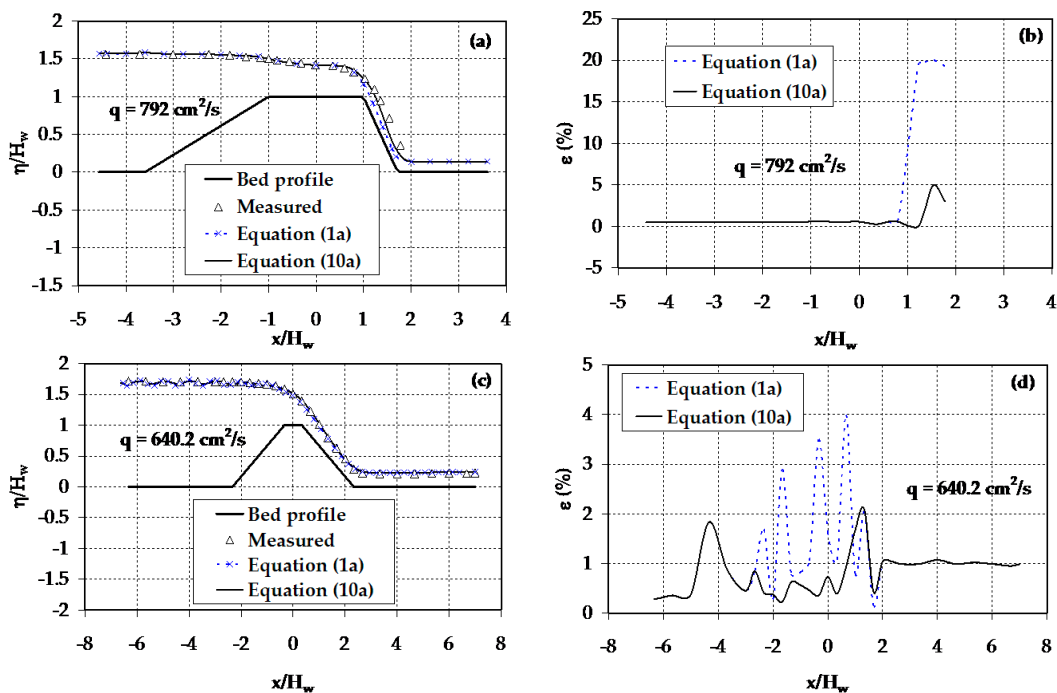 (a)
2
1.5
1
0.5
0
-0.5
-1
-1.5
η/Hw
q = 792 cm²/s
Bed profile
Measured
Equation (1a)
Equation (10a)
-5 -4 -3 -2 -1 0 1 2 3 4
x/Hw
(b)
25
20
15
10
5
0
-5
ε (%)
Equation (1a)
Equation (10a)
q = 792 cm²/s
-5 -4 -3 -2 -1 0 1 2 3 4
x/Hw
(c)
2
1.5
1
0.5
0
-0.5
-1
-1.5
-2
η/Hw
q = 640.2 cm²/s
Bed profile
Measured
Equation (1a)
Equation (10a)
-8 -6 -4 -2 0 2 4 6 8
x/Hw
(d)
5
4
3
2
1
0
ε (%)
Equation (1a)
Equation (10a)
q = 640.2 cm²/s
-8 -6 -4 -2 0 2 4 6 8
x/Hw